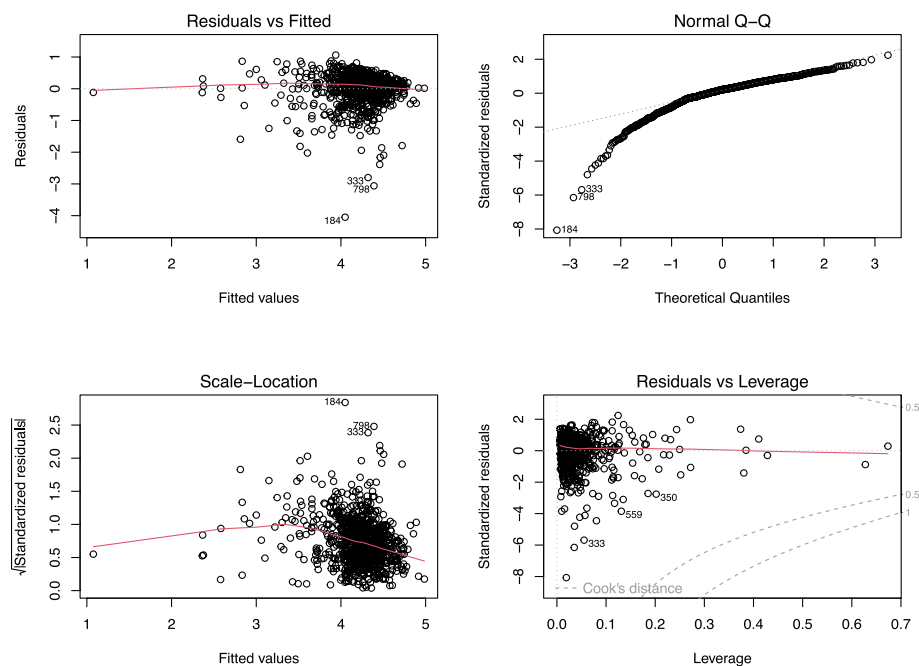 Residuals vs Fitted
Residuals
1
0
−1
−2
−3
−4
333
798
184
1 2 3 4 5
Fitted values
Normal Q−Q
Standardized residuals
2
0
−2
−4
−6
−8
333
798
184
−3 −2 −1 0 1 2 3
Theoretical Quantiles
Scale−Location
√|Standardized residuals|
2.5
2.0
1.5
1.0
0.5
0.0
184
798
333
1 2 3 4 5
Fitted values
Residuals vs Leverage
Standardized residuals
2
0
−2
−4
−6
−8
0.5
0.5
1
350
559
333
Cook's distance
0.0 0.1 0.2 0.3 0.4 0.5 0.6 0.7
Leverage